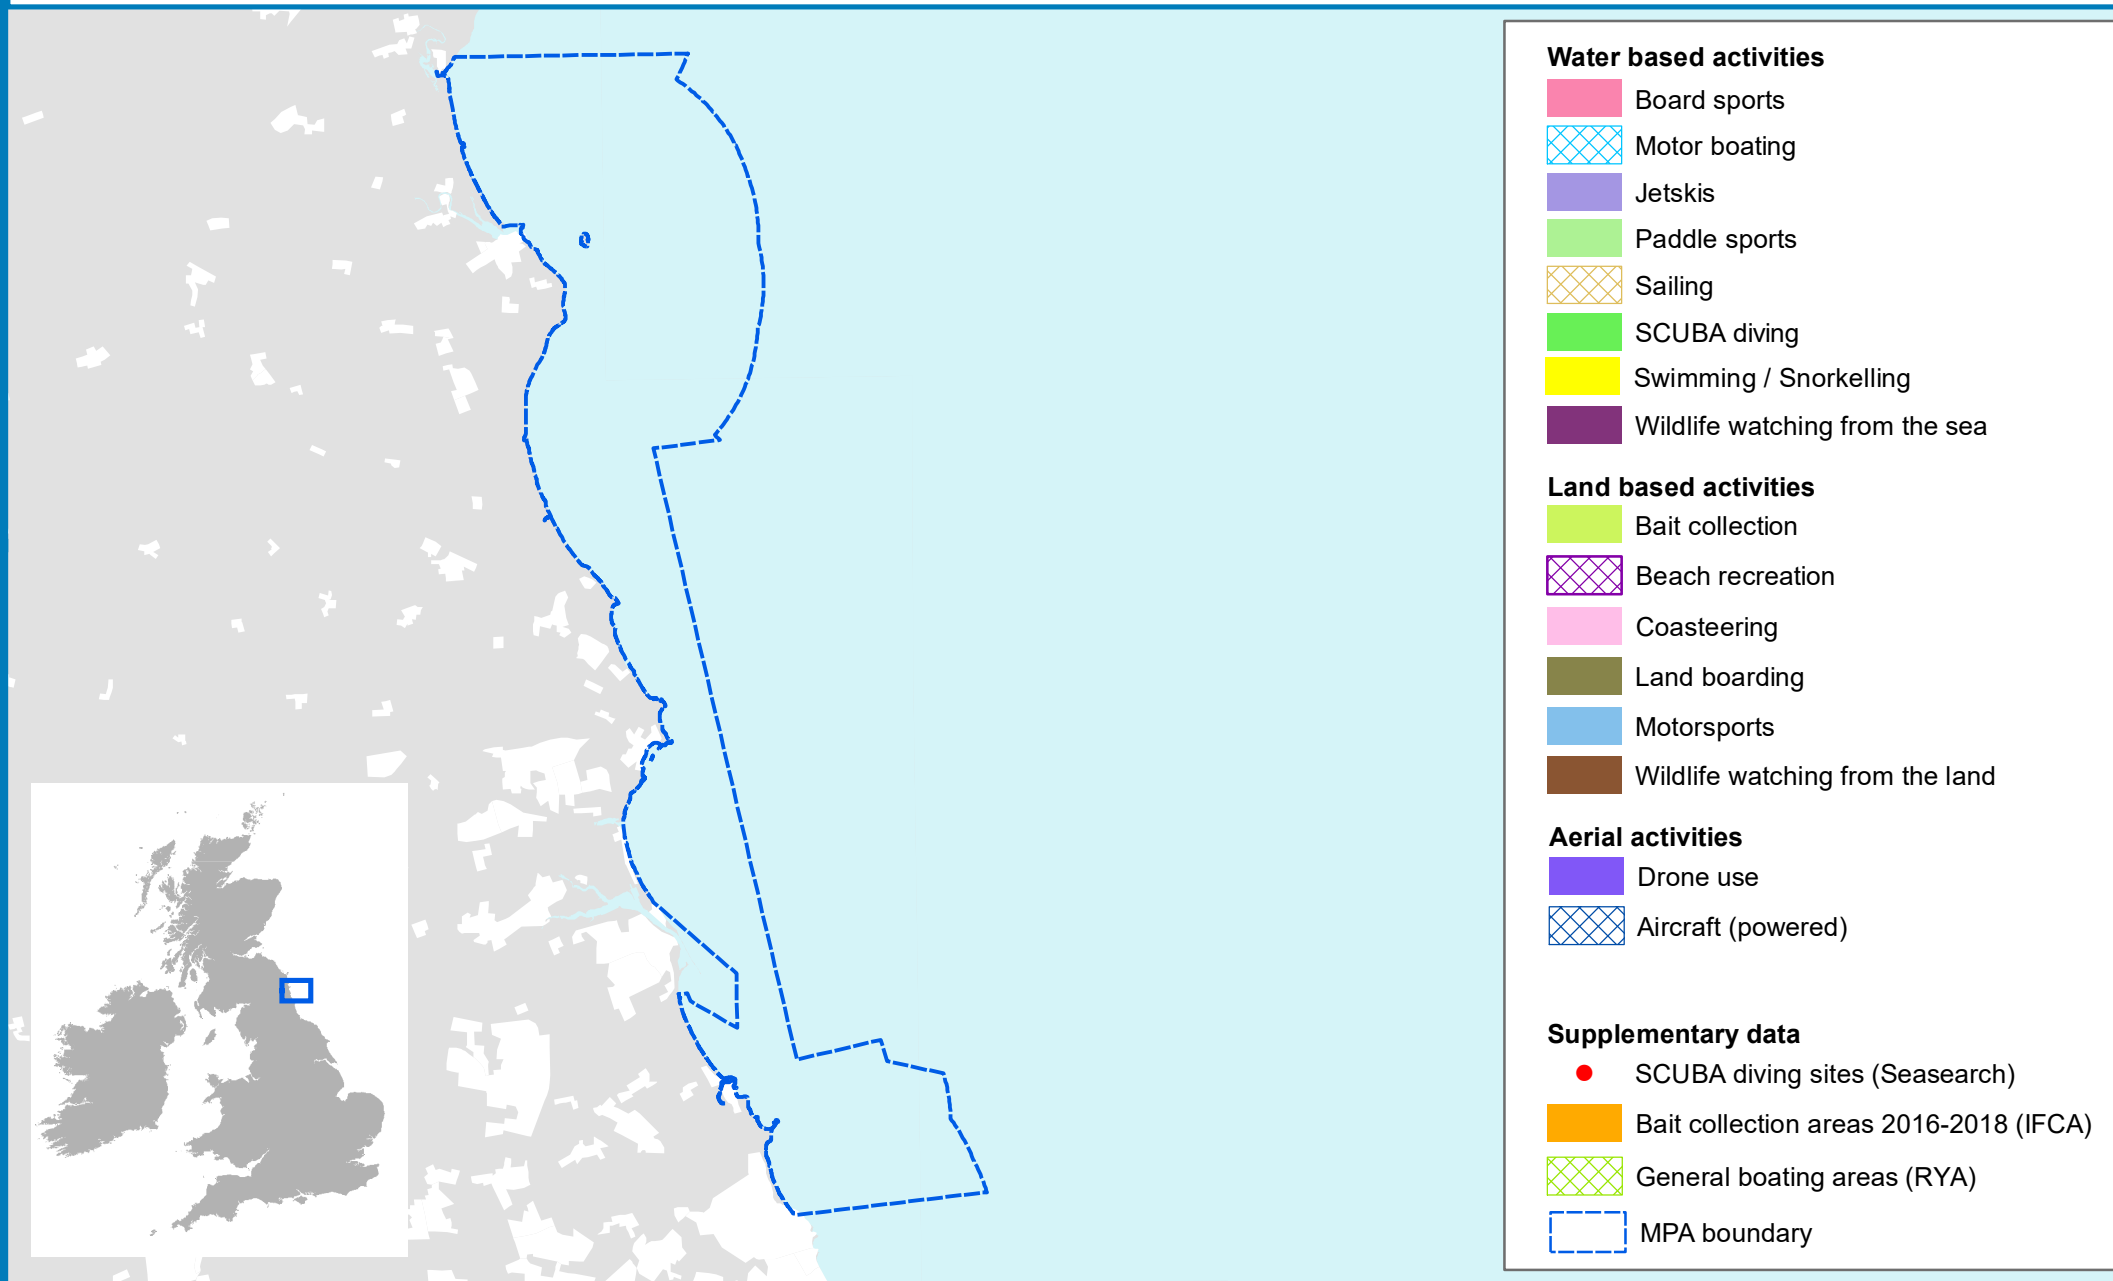 Water based activities
Board sports
Motor boating
Jetskis
Paddle sports
Sailing
SCUBA diving
Swimming / Snorkelling
Wildlife watching from the sea
Land based activities
Bait collection
Beach recreation
Coasteering
Land boarding
Motorsports
Wildlife watching from the land
Aerial activities
Drone use
Aircraft (powered)
Supplementary data
SCUBA diving sites (Seasearch)
Bait collection areas 2016-2018 (IFCA)
General boating areas (RYA)
MPA boundary